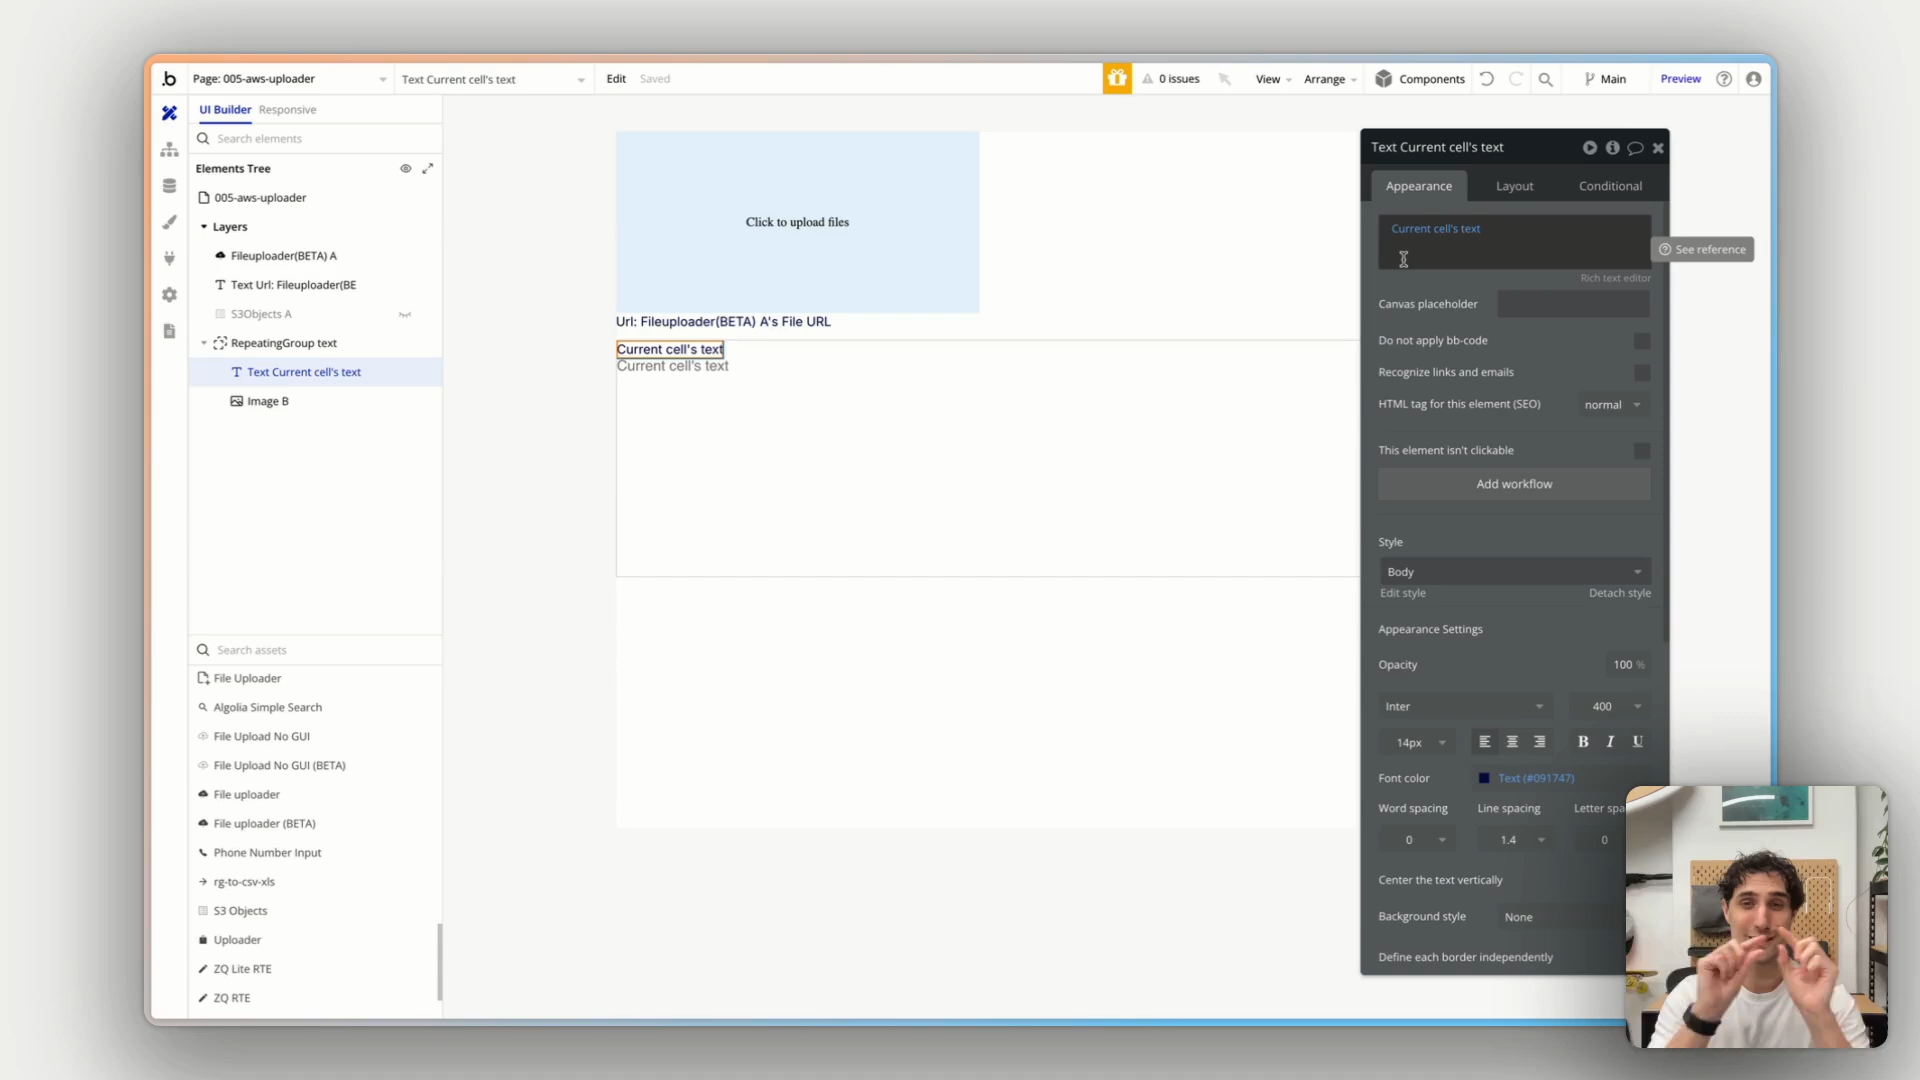 b
Page: 005-aws-uploader
Text Current cell's text
Edit
Saved
0 issues
View
Arrange
Components
Main
Preview
UI Builder
Responsive
Search elements
Elements Tree
005-aws-uploader
Layers
Fileuploader(BETA) A
Text Url: Fileuploader(BE
S3Objects A
RepeatingGroup text
Text Current cell's text
Image B
Search assets
File Uploader
Algolia Simple Search
File Upload No GUI
File Upload No GUI (BETA)
File uploader
File uploader (BETA)
Phone Number Input
rg-to-csv-xls
S3 Objects
Uploader
ZQ Lite RTE
ZQ RTE
Click to upload files
Url: Fileuploader(BETA) A's File URL
Current cell's text
Current cell's text
Text Current cell's text
Appearance
Layout
Conditional
Current cell's text
See reference
Rich text editor
Canvas placeholder
Do not apply bb-code
Recognize links and emails
HTML tag for this element (SEO)
normal
This element isn't clickable
Add workflow
Style
Body
Edit style
Detach style
Appearance Settings
Opacity
100 %
Inter
400
14px
B I U
Font color
Text (#091747)
Word spacing
Line spacing
Letter spa
0
1.4
0
Center the text vertically
Background style
None
Define each border independently